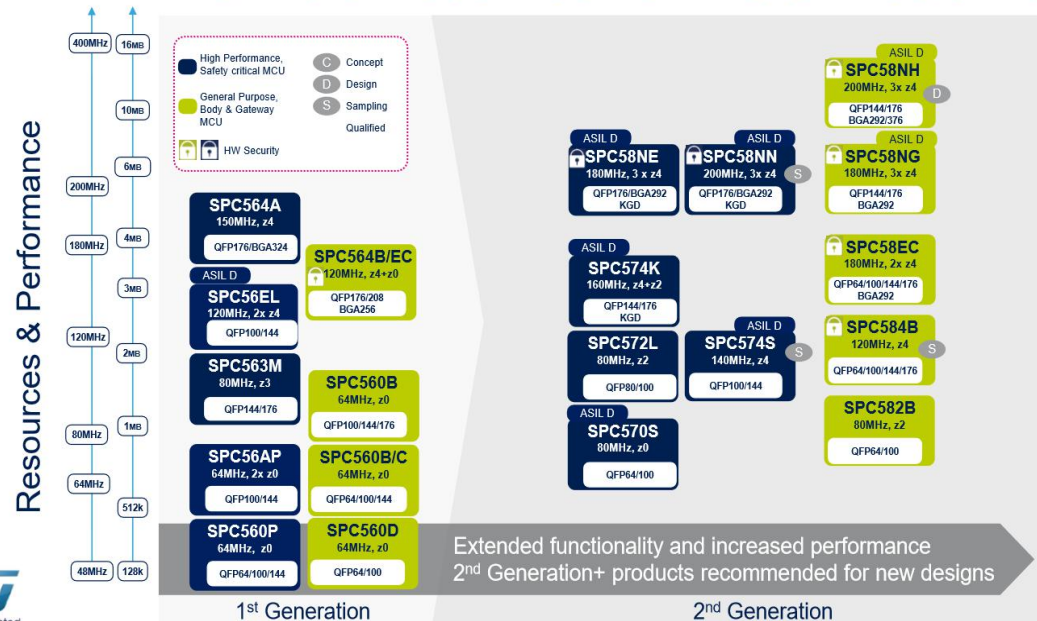 Resources & Performance
400MHz
16MB
10MB
6MB
200MHz
180MHz
4MB
3MB
120MHz
2MB
1MB
80MHz
64MHz
512k
48MHz
128k
High Performance,
Safety critical MCU
General Purpose,
Body & Gateway
MCU
HW Security
C Concept
D Design
S Sampling
Qualified
SPC564A
150MHz, z4
QFP176/BGA324
SPC564B/EC
120MHz, z4+z0
QFP176/208
BGA256
ASIL D
SPC56EL
120MHz, 2x z4
QFP100/144
SPC563M
80MHz, z3
QFP144/176
SPC560B
64MHz, z0
QFP100/144/176
SPC56AP
64MHz, 2x z0
QFP100/144
SPC560B/C
64MHz, z0
QFP64/100/144
SPC560P
64MHz, z0
QFP64/100/144
SPC560D
64MHz, z0
QFP64/100
1st Generation
ASIL D
SPC58NE
180MHz, 3 x z4
QFP176/BGA292
KGD
ASIL D
SPC58NN
200MHz, 3x z4
QFP176/BGA292
KGD
S
ASIL D
SPC58NH
200MHz, 3x z4
QFP144/176
BGA292/376
D
ASIL D
SPC58NG
180MHz, 3x z4
QFP144/176
BGA292
ASIL D
SPC574K
160MHz, z4+z2
QFP144/176
KGD
SPC58EC
180MHz, 2x z4
QFP64/100/144/176
BGA292
SPC572L
80MHz, z2
QFP80/100
ASIL D
SPC574S
140MHz, z4
QFP100/144
S
SPC584B
120MHz, z4
QFP64/100/144/176
S
ASIL D
SPC570S
80MHz, z0
QFP64/100
SPC582B
80MHz, z2
QFP64/100
Extended functionality and increased performance
2nd Generation+ products recommended for new designs
2nd Generation